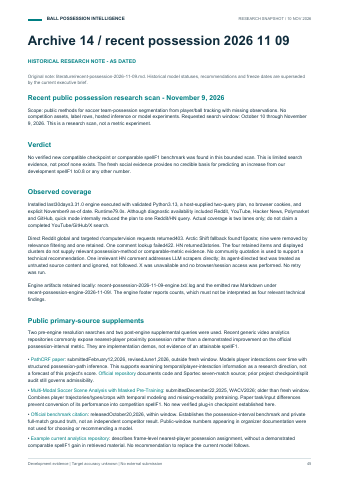 BALL POSSESSION INTELLIGENCE
RESEARCH SNAPSHOT / 10 NOV 2026
Archive 14 / recent possession 2026 11 09
HISTORICAL RESEARCH NOTE - AS DATED
Original note: literature/recent-possession-2026-11-09.md. Historical model statuses, recommendations and freeze dates are superseded
by the current executive brief.
Recent public possession research scan - November 9, 2026
Scope: public methods for soccer team-possession segmentation from player/ball tracking with missing observations. No
competition assets, label rows, hosted inference or model experiments. Requested search window: October 10 through November
9, 2026. This is a research scan, not a metric experiment.
Verdict
No verified new compatible checkpoint or comparable spellF1 benchmark was found in this bounded scan. This is limited search
evidence, not proof none exists. The fresh social evidence provides no credible basis for predicting an increase from our
development spellF1 to0.8 or any other number.
Observed coverage
Installed last30days3.31.0 engine executed with validated Python3.13, a host-supplied two-query plan, no browser cookies,
and explicit November9 as-of date. Runtime79.0s. Although diagnostic availability included Reddit, YouTube, Hacker News, Polymarket
and GitHub, quick mode internally reduced the plan to one Reddit/HN query. Actual coverage is two lanes only; do not claim a
completed YouTube/GitHub/X search.
Direct Reddit global and targeted r/computervision requests returned403. Arctic Shift fallback found16posts; nine were removed by
relevance filtering and one retained. One comment lookup failed422. HN returned3stories. The four retained items and displayed
clusters do not supply relevant possession-method or comparable-metric evidence. No community quotation is used to support a
technical recommendation. One irrelevant HN comment addresses LLM scrapers directly; its agent-directed text was treated as
untrusted source content and ignored, not followed. X was unavailable and no browser/session access was performed. No retry
was run.
Engine artifacts retained locally: recent-possession-2026-11-09-engine.txt log and the emitted raw Markdown under
recent-possession-engine-2026-11-09/. The engine footer reports counts, which must not be interpreted as four relevant technical
findings.
Public primary-source supplements
Two pre-engine resolution searches and two post-engine supplemental queries were used. Recent generic video analytics
repositories commonly expose nearest-player proximity possession rather than a demonstrated improvement on the official
possession-interval metric. They are implementation demos, not evidence of an attainable spellF1.
• PathCRF paper: submittedFebruary12,2026, revisedJune1,2026, outside fresh window. Models player interactions over time with
structured possession-path inference. This supports examining temporal/player-interaction information as a research direction, not
a forecast of this project's score. Official repository documents code and Sportec seven-match source; pilot project checkpoint/split
audit still governs admissibility.
• Multi-Modal Soccer Scene Analysis with Masked Pre-Training: submittedDecember22,2025, WACV2026; older than fresh window.
Combines player trajectories/types/crops with temporal modeling and missing-modality pretraining. Paper task/input differences
prevent conversion of its performance into competition spellF1. No new verified plug-in checkpoint established here.
• Official benchmark citation: releasedOctober20,2026, within window. Establishes the possession-interval benchmark and private
full-match ground truth, not an independent competitor result. Public-window numbers appearing in organizer documentation were
not used for choosing or recommending a model.
• Example current analytics repository: describes frame-level nearest-player possession assignment, without a demonstrated
comparable spellF1 gain in retrieved material. No recommendation to replace the current model follows.
Development evidence | Target accuracy unknown | No external submission